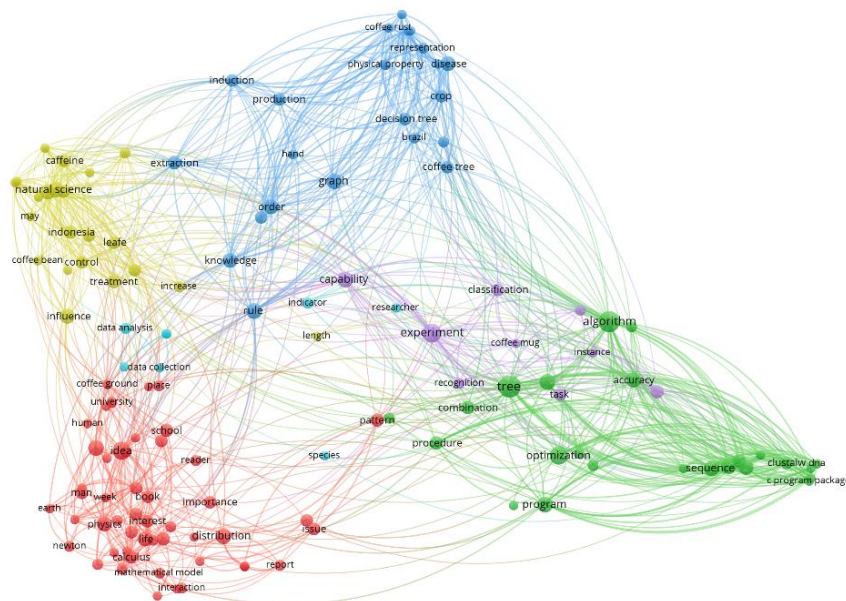 coffee rust
representation
physical property
disease
induction
production
crop
decision tree
brazil
hand
caffeine
extraction
coffee tree
graph
natural science
order
may
indonesia
leafe
coffee bean
control
knowledge
treatment
increase
capability
classification
influence
rule
indicator
researcher
algorithm
data analysis
length
experiment
coffee mug
instance
data collection
coffee ground
place
recognition
tree
accuracy
task
university
combination
human
pattern
school
procedure
idea
reader
species
optimization
sequence
clustalw dna
c program package
man
week
book
importance
earth
program
physics
interest
issue
life
distribution
newton
calculus
mathematical model
report
interaction